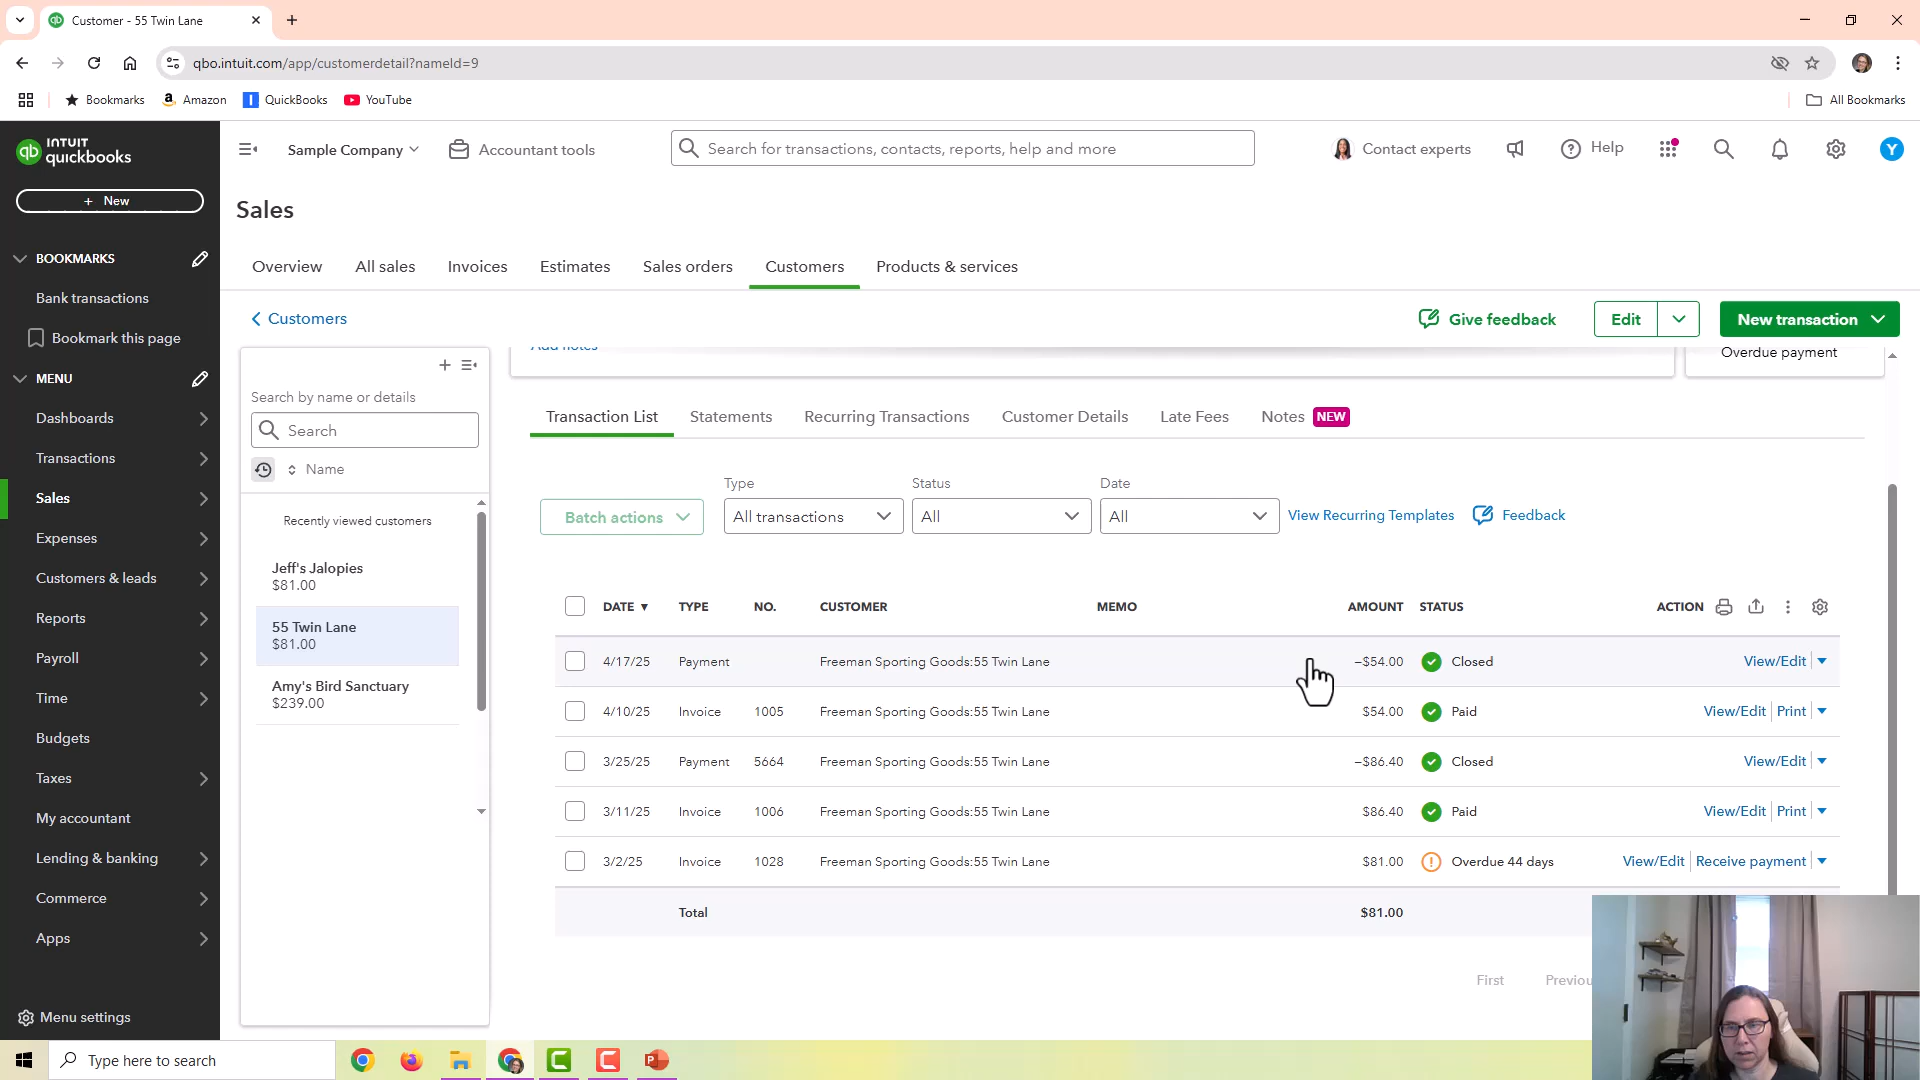 Customer - 55 Twin Lane
qbo.intuit.com/app/customerdetail?nameId=9
Bookmarks
Amazon
QuickBooks
YouTube
All Bookmarks
INTUIT
quickbooks
Sample Company
Accountant tools
Search for transactions, contacts, reports, help and more
Contact experts
Help
Y
+ New
Sales
BOOKMARKS
Bank transactions
Bookmark this page
MENU
Dashboards
Transactions
Sales
Expenses
Customers & leads
Reports
Payroll
Time
Budgets
Taxes
My accountant
Lending & banking
Commerce
Apps
Menu settings
Overview
All sales
Invoices
Estimates
Sales orders
Customers
Products & services
Customers
Give feedback
Edit
New transaction
Search by name or details
Search
Name
Recently viewed customers
Jeff's Jalopies
$81.00
55 Twin Lane
$81.00
Amy's Bird Sanctuary
$239.00
Add notes
Overdue payment
Transaction List
Statements
Recurring Transactions
Customer Details
Late Fees
Notes NEW
Batch actions
Type
All transactions
Status
All
Date
All
View Recurring Templates
Feedback
DATE ▼ TYPE NO. CUSTOMER MEMO AMOUNT STATUS ACTION
4/17/25 Payment Freeman Sporting Goods:55 Twin Lane –$54.00 Closed View/Edit
4/10/25 Invoice 1005 Freeman Sporting Goods:55 Twin Lane $54.00 Paid View/Edit Print
3/25/25 Payment 5664 Freeman Sporting Goods:55 Twin Lane –$86.40 Closed View/Edit
3/11/25 Invoice 1006 Freeman Sporting Goods:55 Twin Lane $86.40 Paid View/Edit Print
3/2/25 Invoice 1028 Freeman Sporting Goods:55 Twin Lane $81.00 Overdue 44 days View/Edit Receive payment
Total $81.00
First
Previou
Type here to search